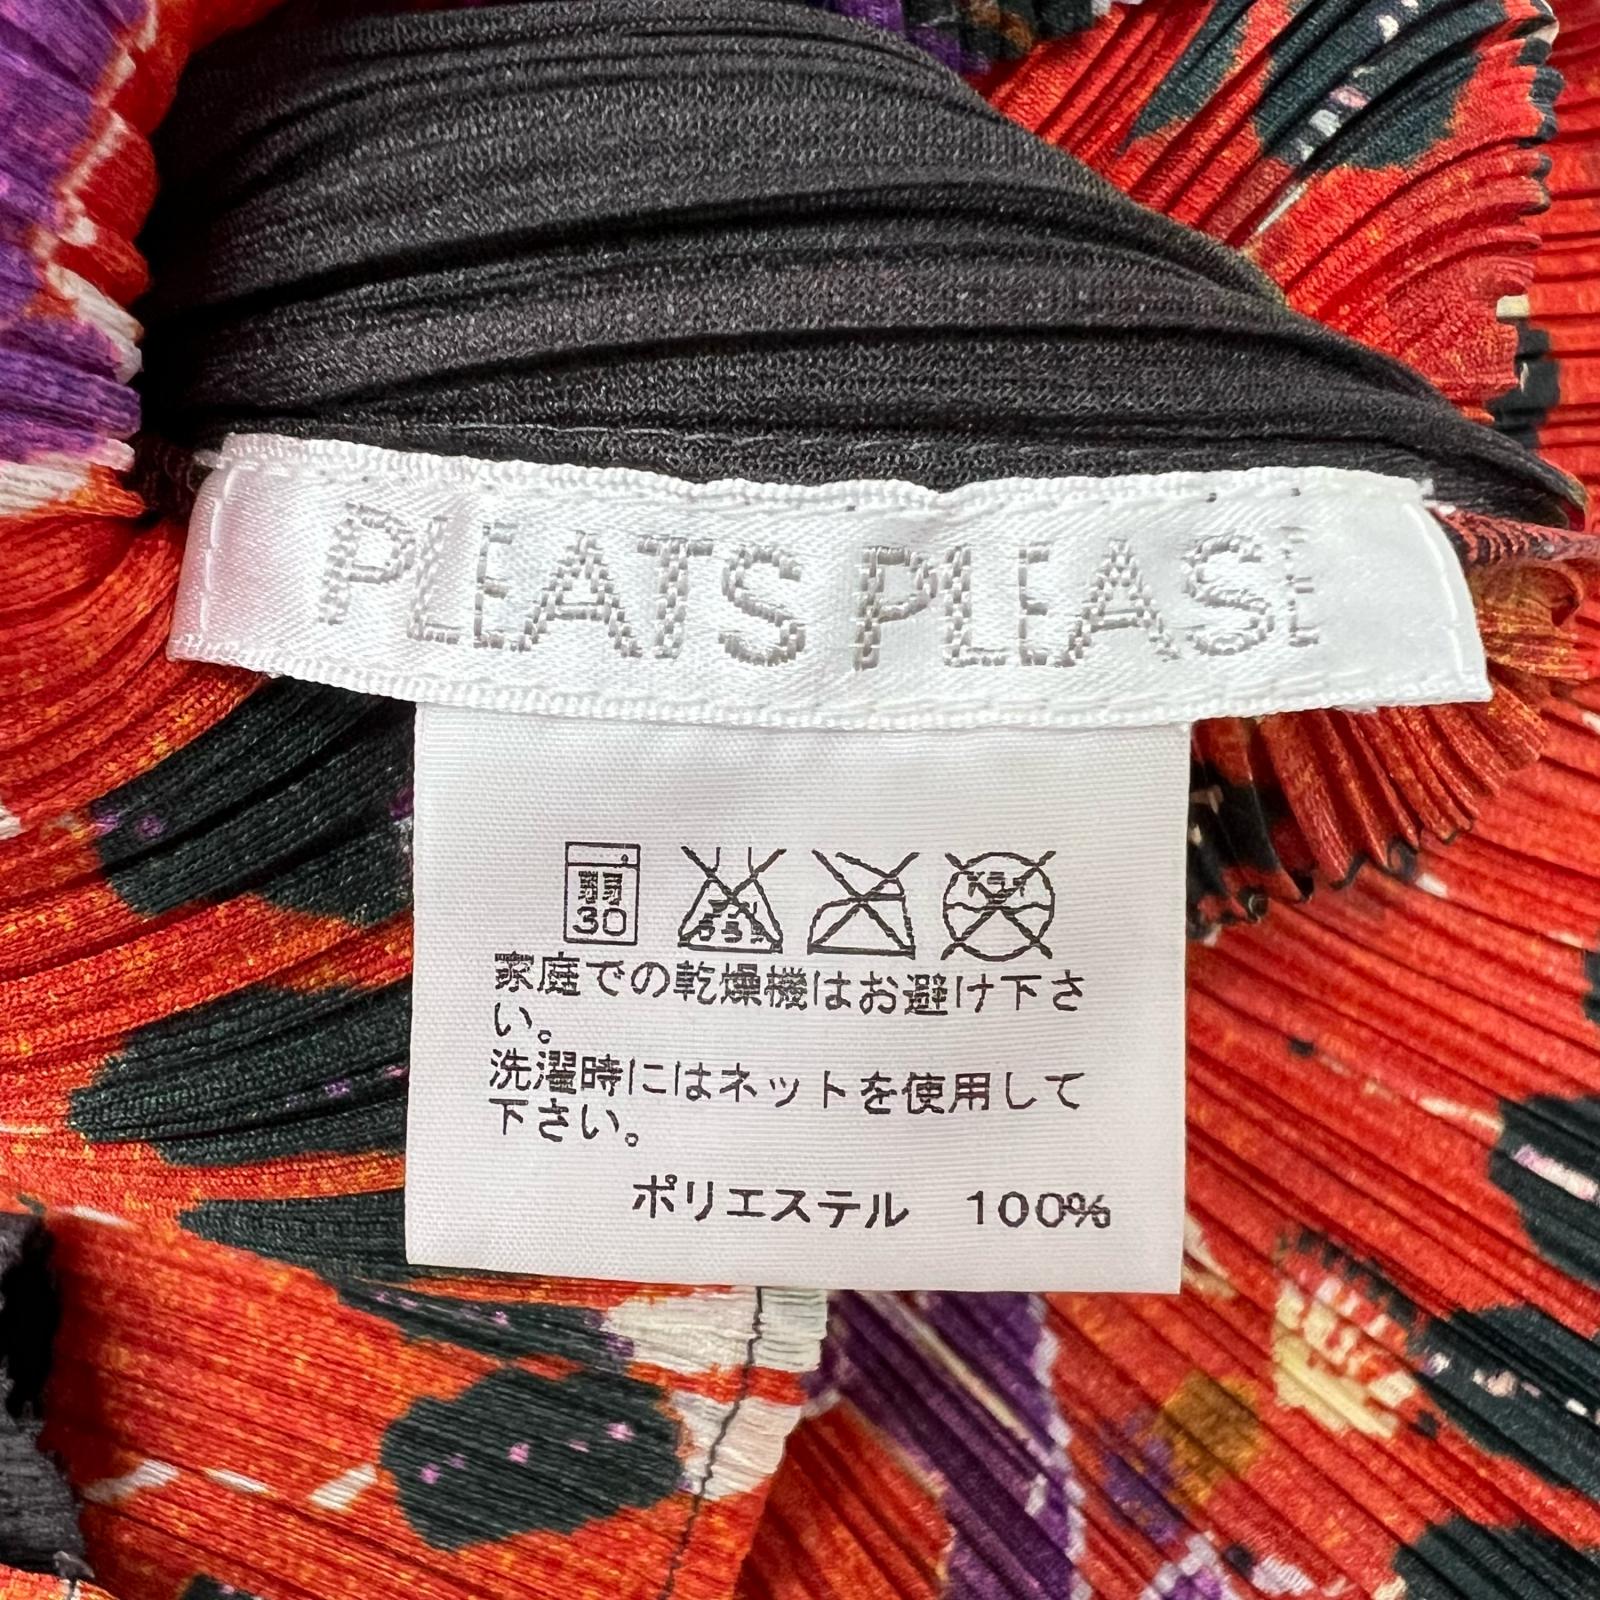 PLEATS PLEASE
弱
30
家庭での乾燥機はお避け下さ
い。
洗濯時にはネットを使用して
下さい。
ポリエステル 100%